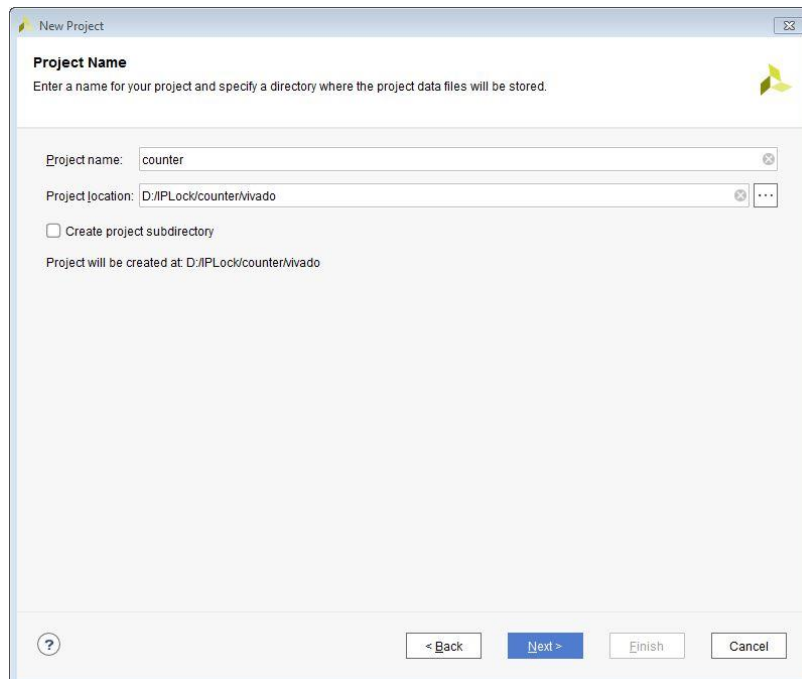 New Project
Project Name
Enter a name for your project and specify a directory where the project data files will be stored.
Project name: counter
Project location: D:/IPLock/counter/vivado ...
Create project subdirectory
Project will be created at: D:/IPLock/counter/vivado
? < Back Next > Finish Cancel